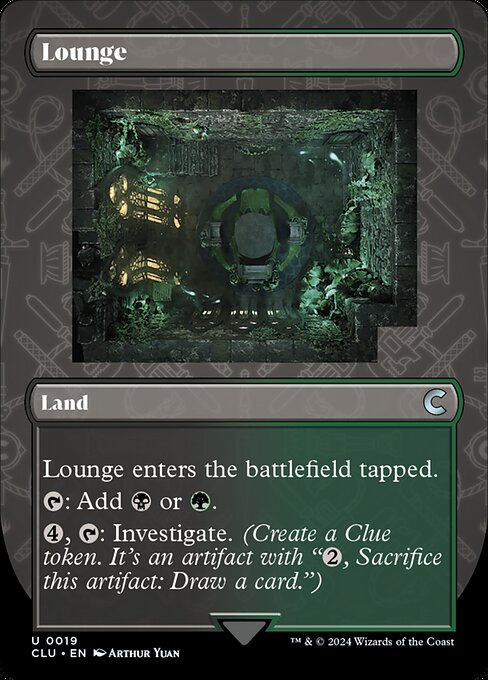 Lounge
Land
Lounge enters the battlefield tapped.
: Add or .
4, : Investigate. (Create a Clue
token. It's an artifact with “2, Sacrifice
this artifact: Draw a card.”)
U 0019
CLU • EN Arthur Yuan
™ & © 2024 Wizards of the Coast